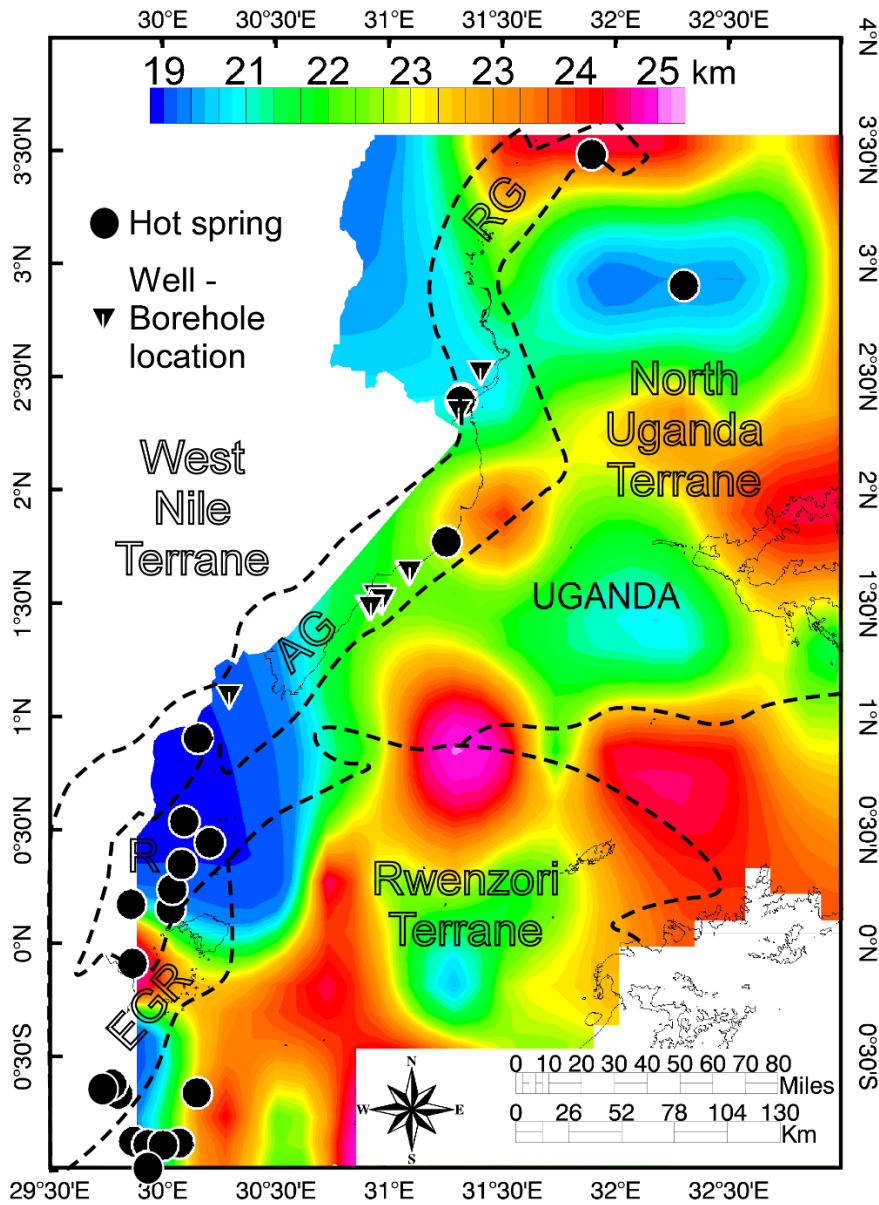 30° 30°30'E 31°E 31°30'E 32°E 32°30'E 4°N
19 21 22 23 23 24 25 km
3°30'N 3°30'N
Hot spring
RG
3°N 3°N
Well -
Borehole
location
2°30'N 2°30'N
North
Uganda
Terrane
West
Nile
Terrane
2°N 2°N
UGANDA
1°30'N 1°30'N
AG
1°N 1°N
0°30'N 0°30'N
R
Rwenzori
Terrane
0°N 0°N
EGR
0°30'S 0°30'S
N
W E
S
0 10 20 30 40 50 60 70 80
Miles
0 26 52 78 104 130
Km
29°30'E 30°E 30°30'E 31°E 31°30'E 32°E 32°30'E